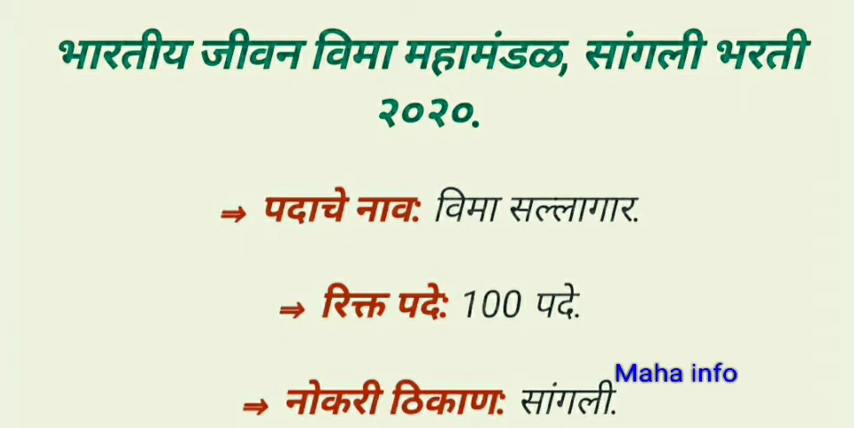 भारतीय जीवन विमा महामंडळ, सांगली भरती
२०२०.
⇒ पदाचे नाव: विमा सल्लागार.
⇒ रिक्त पदे: 100 पदे.
Maha info
⇒ नोकरी ठिकाण: सांगली.